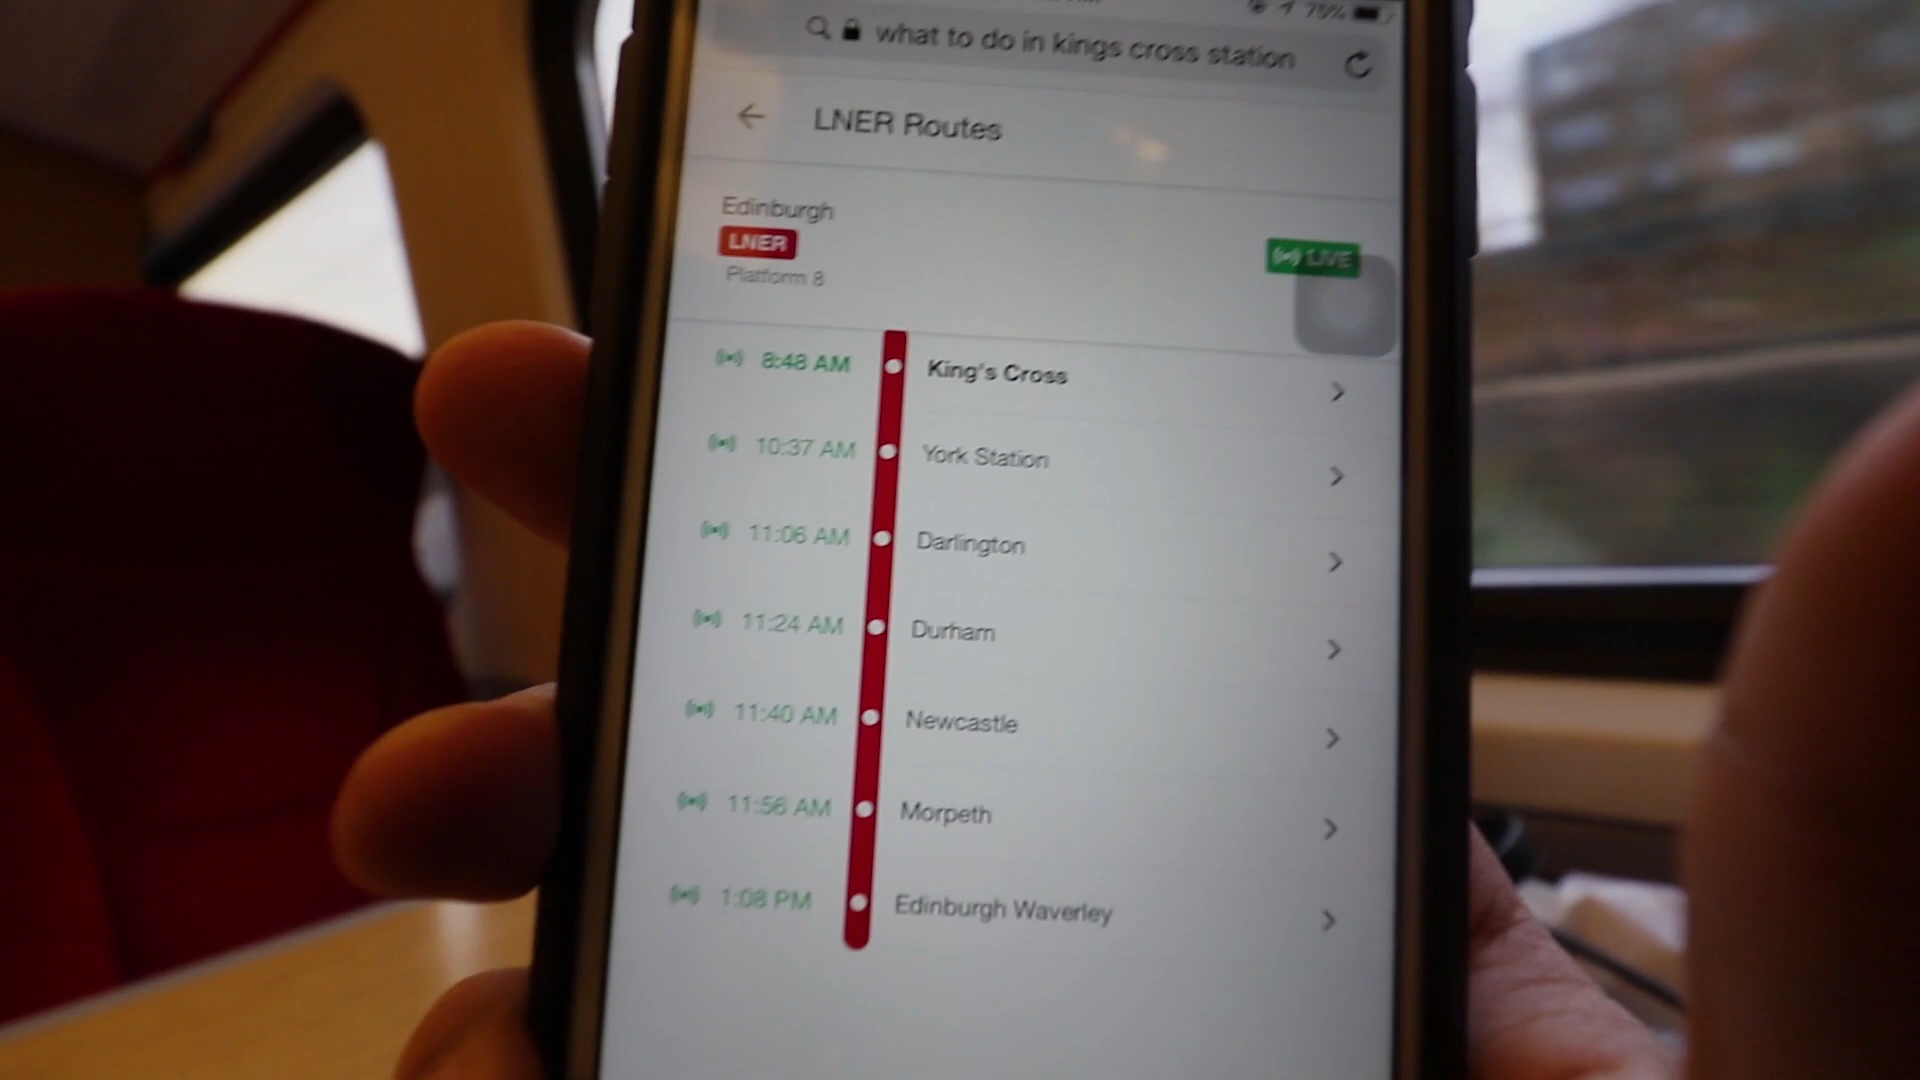 75%
what to do in kings cross station
LNER Routes
Edinburgh
LNER
LIVE
Platform 8
8:48 AM King's Cross
10:37 AM York Station
11:06 AM Darlington
11:24 AM Durham
11:40 AM Newcastle
11:56 AM Morpeth
1:08 PM Edinburgh Waverley